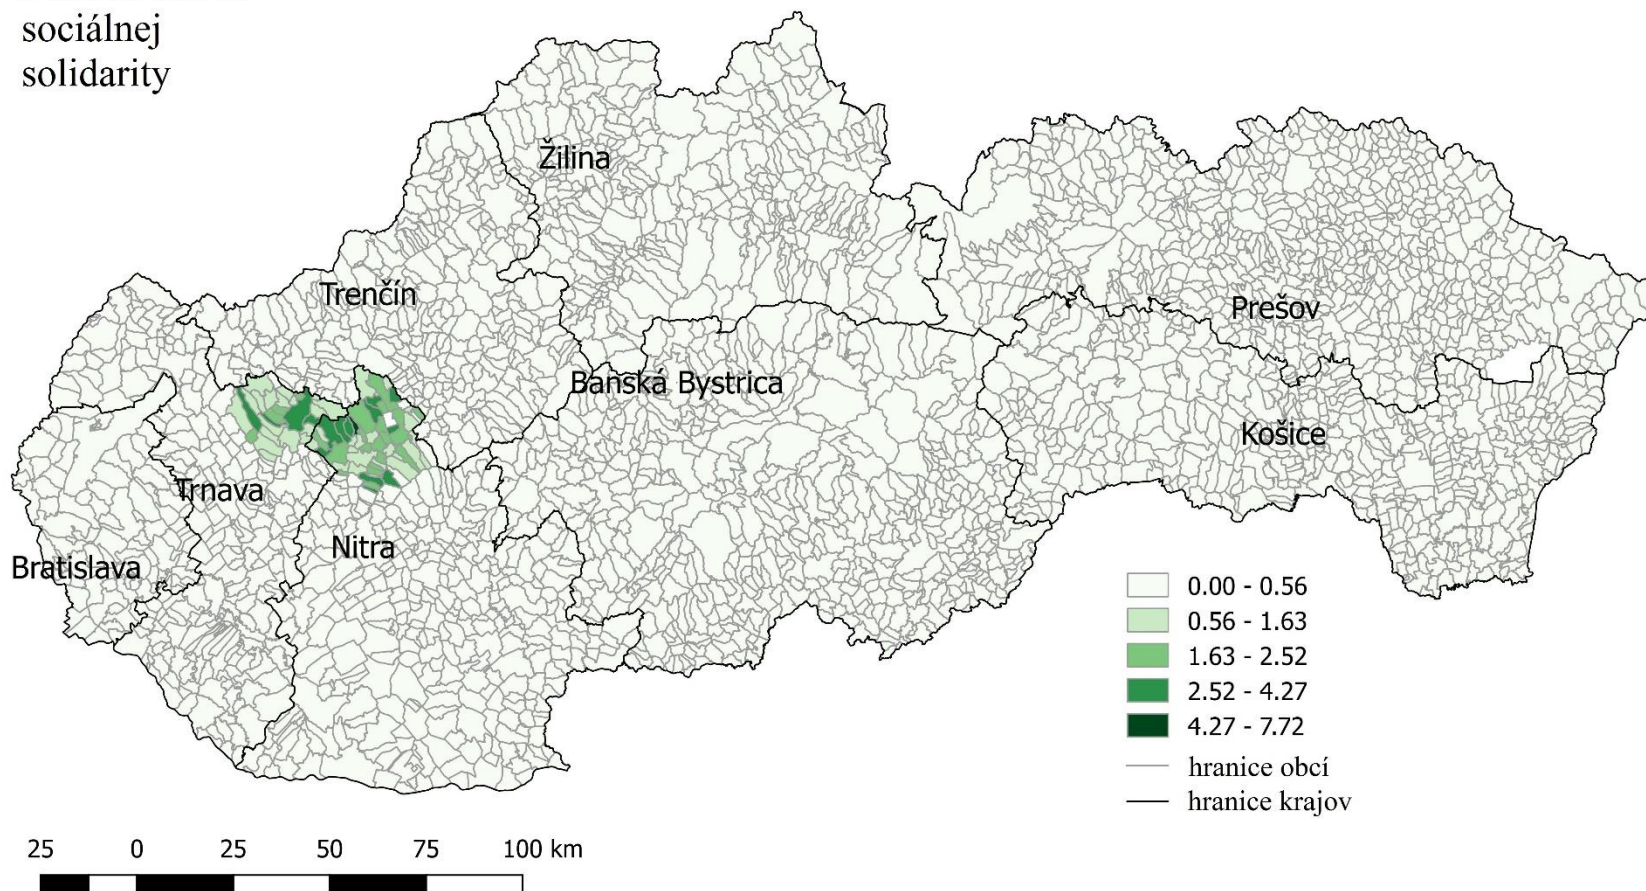 sociálnej
solidarity
Žilina
Trenčín
Prešov
Banská Bystrica
Košice
Trnava
Nitra
Bratislava
0.00 - 0.56
0.56 - 1.63
1.63 - 2.52
2.52 - 4.27
4.27 - 7.72
hranice obcí
hranice krajov
25 0 25 50 75 100 km